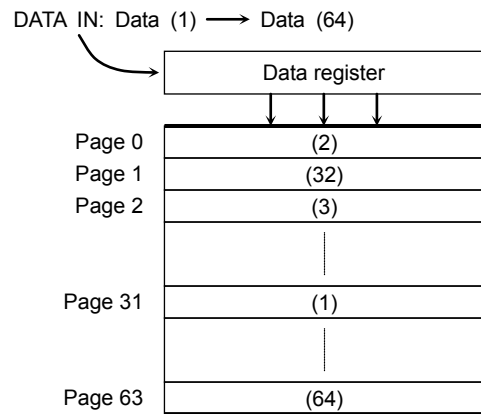 DATA IN: Data (1) Data (64)
Data register
Page 0 (2)
Page 1 (32)
Page 2 (3)
Page 31 (1)
Page 63 (64)